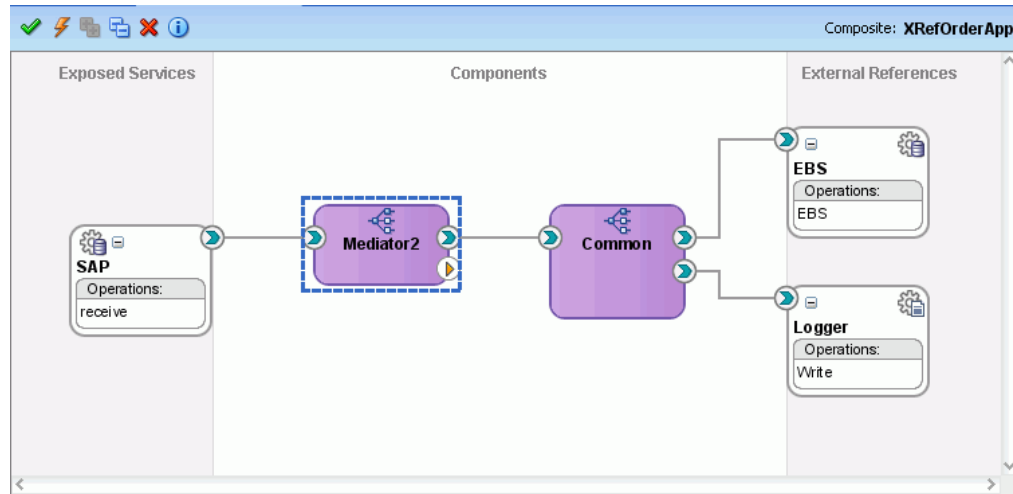 Composite: XRefOrderApp
Exposed Services
Components
External References
SAP
Operations:
receive
Mediator2
Common
EBS
Operations:
EBS
Logger
Operations:
Write